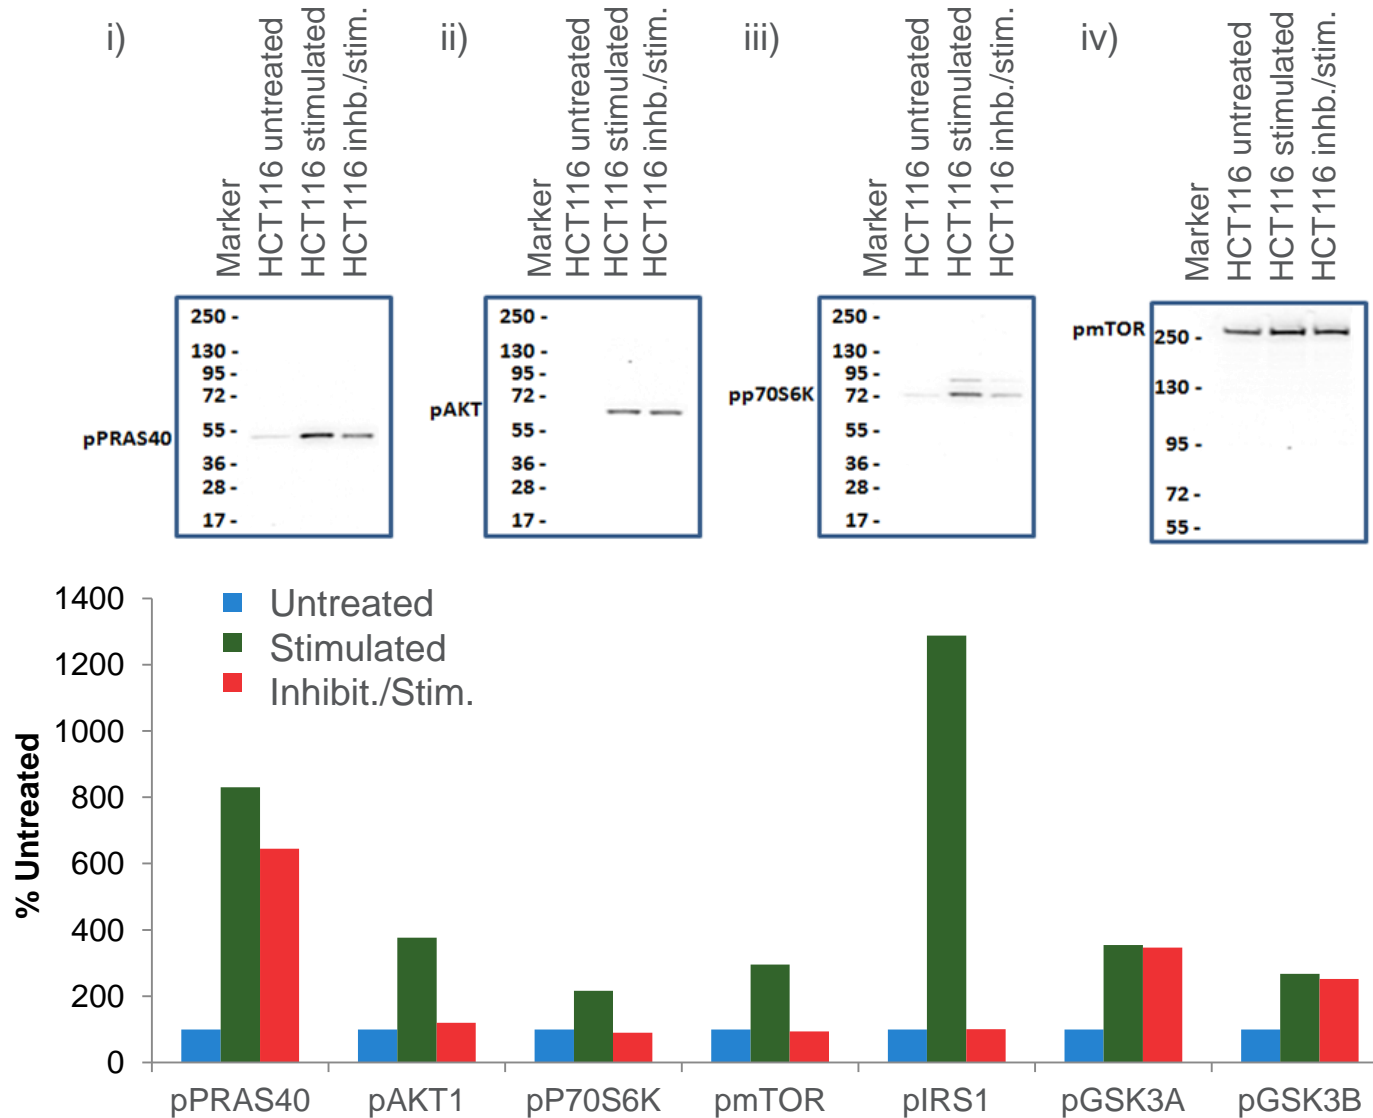 i)
Marker
HCT116 untreated
HCT116 stimulated
HCT116 inhb./stim.
250 -
130 -
95 -
72 -
55 -
36 -
28 -
17 -
pPRAS40
ii)
Marker
HCT116 untreated
HCT116 stimulated
HCT116 inhb./stim.
250 -
130 -
95 -
72 -
55 -
36 -
28 -
17 -
pAKT
iii)
Marker
HCT116 untreated
HCT116 stimulated
HCT116 inhb./stim.
250 -
130 -
95 -
72 -
55 -
36 -
28 -
17 -
pp70S6K
iv)
Marker
HCT116 untreated
HCT116 stimulated
HCT116 inhb./stim.
pmTOR
250 -
130 -
95 -
72 -
55 -
Untreated
Stimulated
Inhibit./Stim.
% Untreated
1400
1200
1000
800
600
400
200
0
pPRAS40 pAKT1 pP70S6K pmTOR pIRS1 pGSK3A pGSK3B